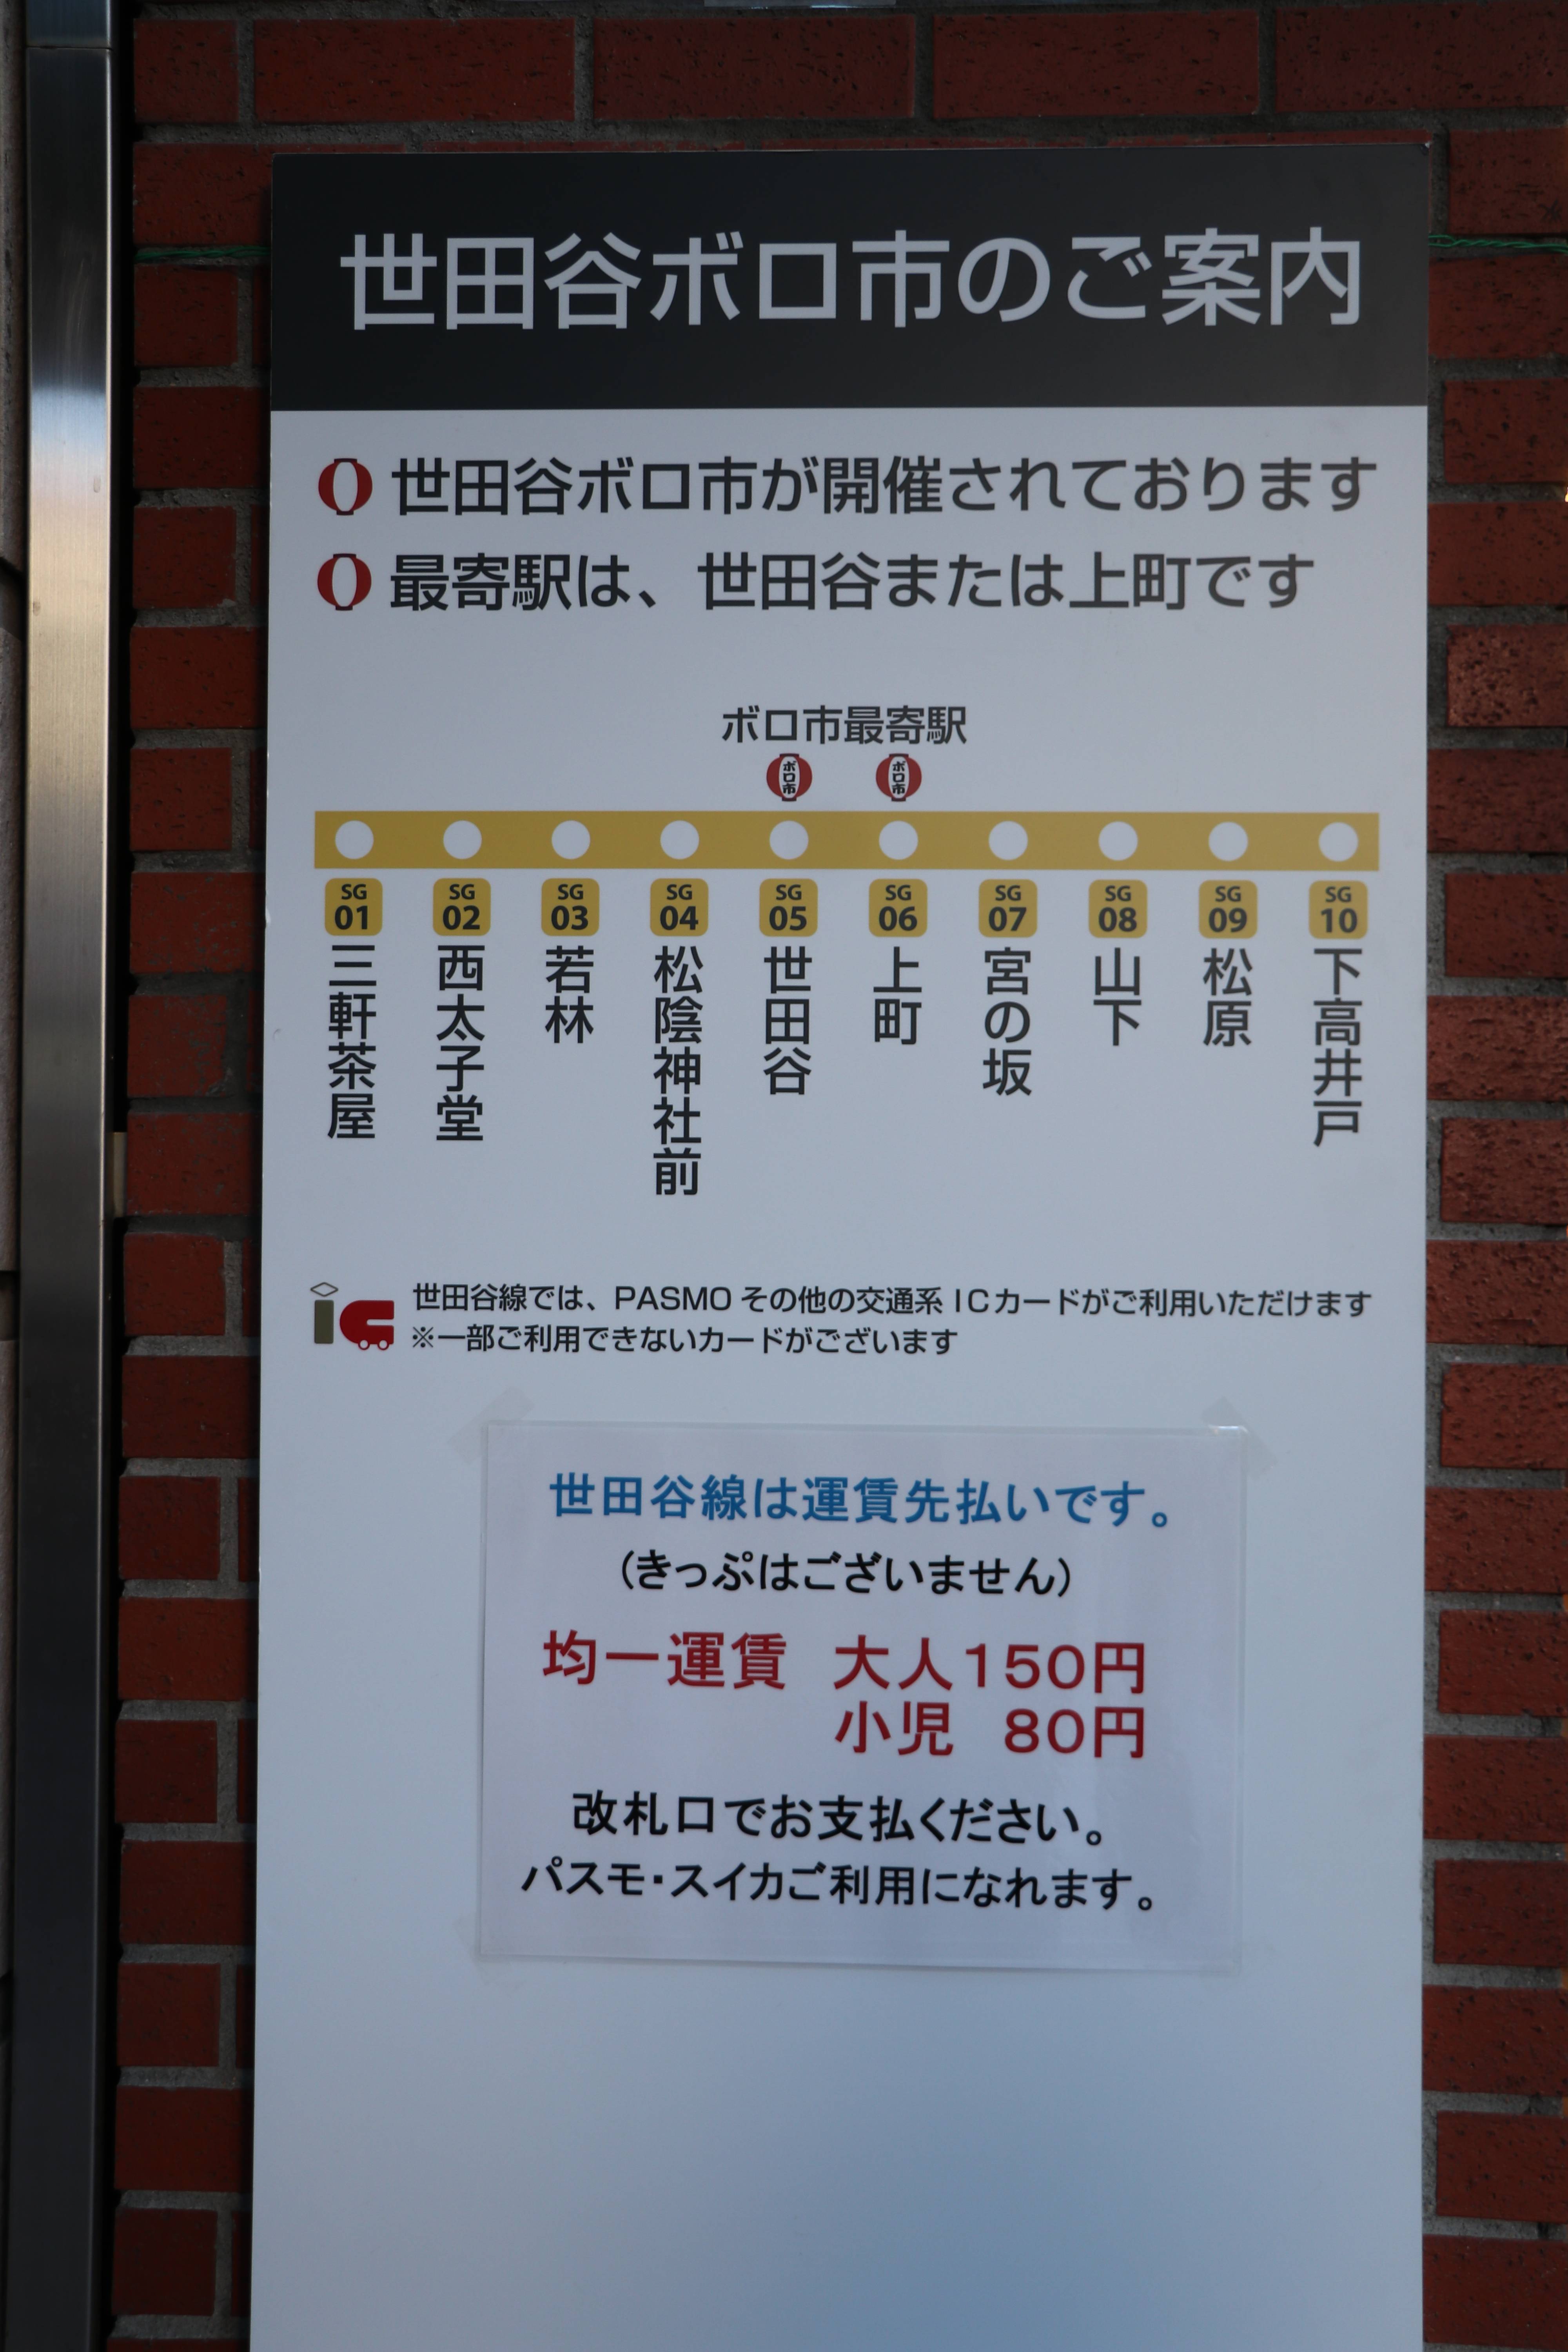 世田谷ボロ市のご案内
世田谷ボロ市が開催されております
最寄駅は、世田谷または上町です
ボロ市最寄駅
ボロ市 ボロ市
SG 01 三軒茶屋
SG 02 西太子堂
SG 03 若林
SG 04 松陰神社前
SG 05 世田谷
SG 06 上町
SG 07 宮の坂
SG 08 山下
SG 09 松原
SG 10 下高井戸
世田谷線では、PASMO その他の交通系 ICカードがご利用いただけます
※一部ご利用できないカードがございます
世田谷線は運賃先払いです。
(きっぷはございません)
均一運賃 大人150円
小児 80円
改札口でお支払ください。
パスモ・スイカご利用になれます。